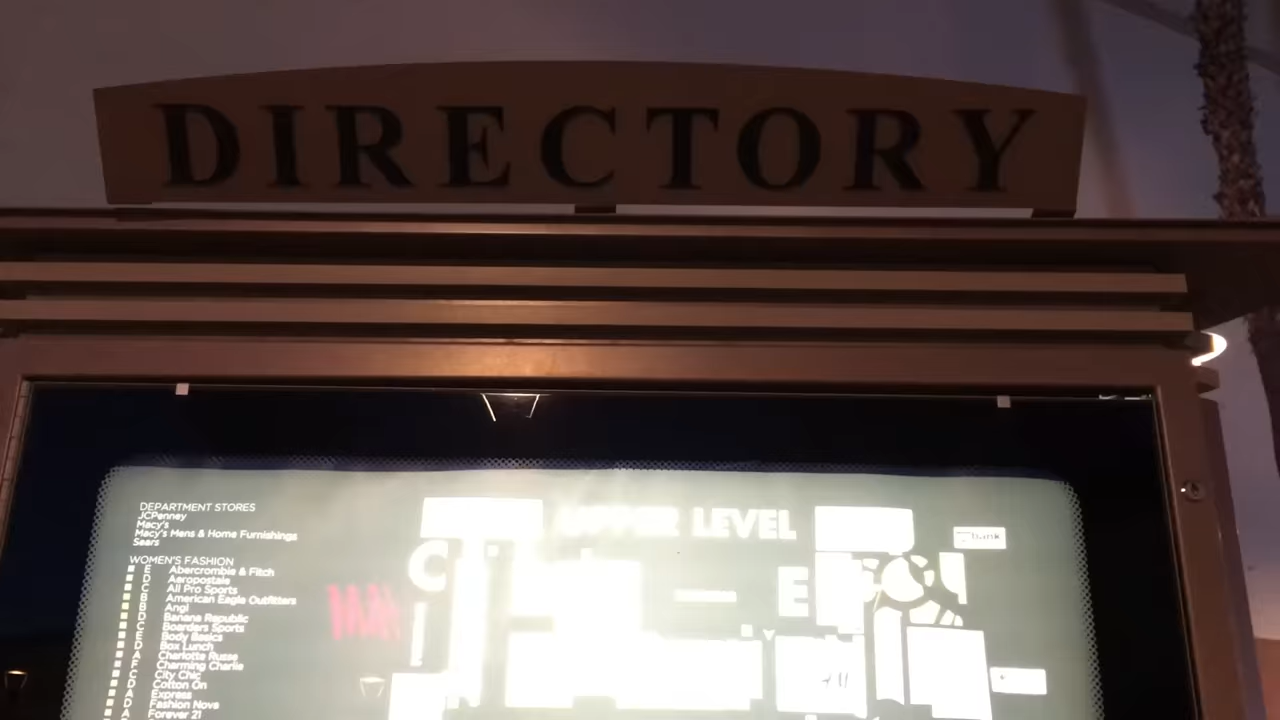 DIRECTORY
DEPARTMENT STORES
JCPenney
Macy's
Macy's Mens & Home Furnishings
Sears
WOMEN'S FASHION
E Abercrombie & Fitch
D Aeropostale
C All Pro Sports
B American Eagle Outfitters
B Angl
D Banana Republic
C Boarders Sports
E Body Basics
D Box Lunch
A Charlotte Russe
F Charming Charlie
C City Chic
D Cotton On
A Express
D Fashion Nova
A Forever 21
UPPER LEVEL
bank
C
E